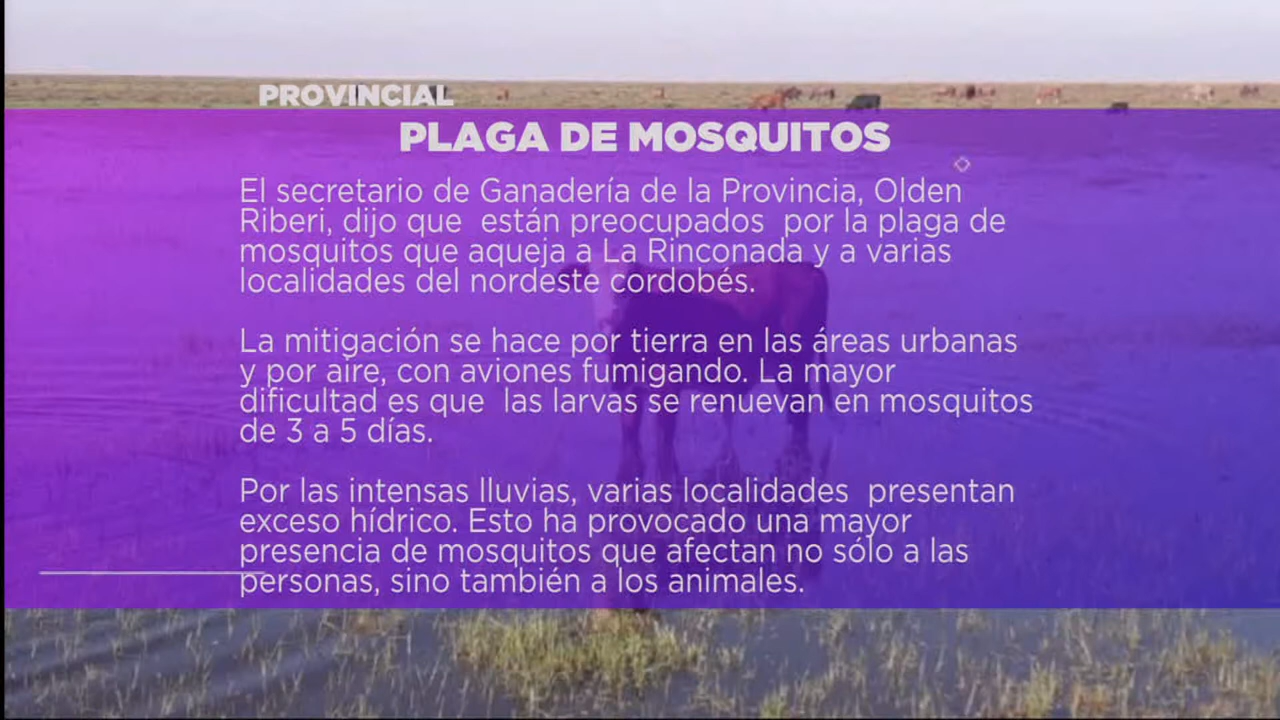 PROVINCIAL
PLAGA DE MOSQUITOS
El secretario de Ganadería de la Provincia, Olden
Riberi, dijo que  están preocupados  por la plaga de
mosquitos que aqueja a La Rinconada y a varias
localidades del nordeste cordobés.
La mitigación se hace por tierra en las áreas urbanas
y por aire, con aviones fumigando. La mayor
dificultad es que  las larvas se renuevan en mosquitos
de 3 a 5 días.
Por las intensas lluvias, varias localidades  presentan
exceso hídrico. Esto ha provocado una mayor
presencia de mosquitos que afectan no sólo a las
personas, sino también a los animales.